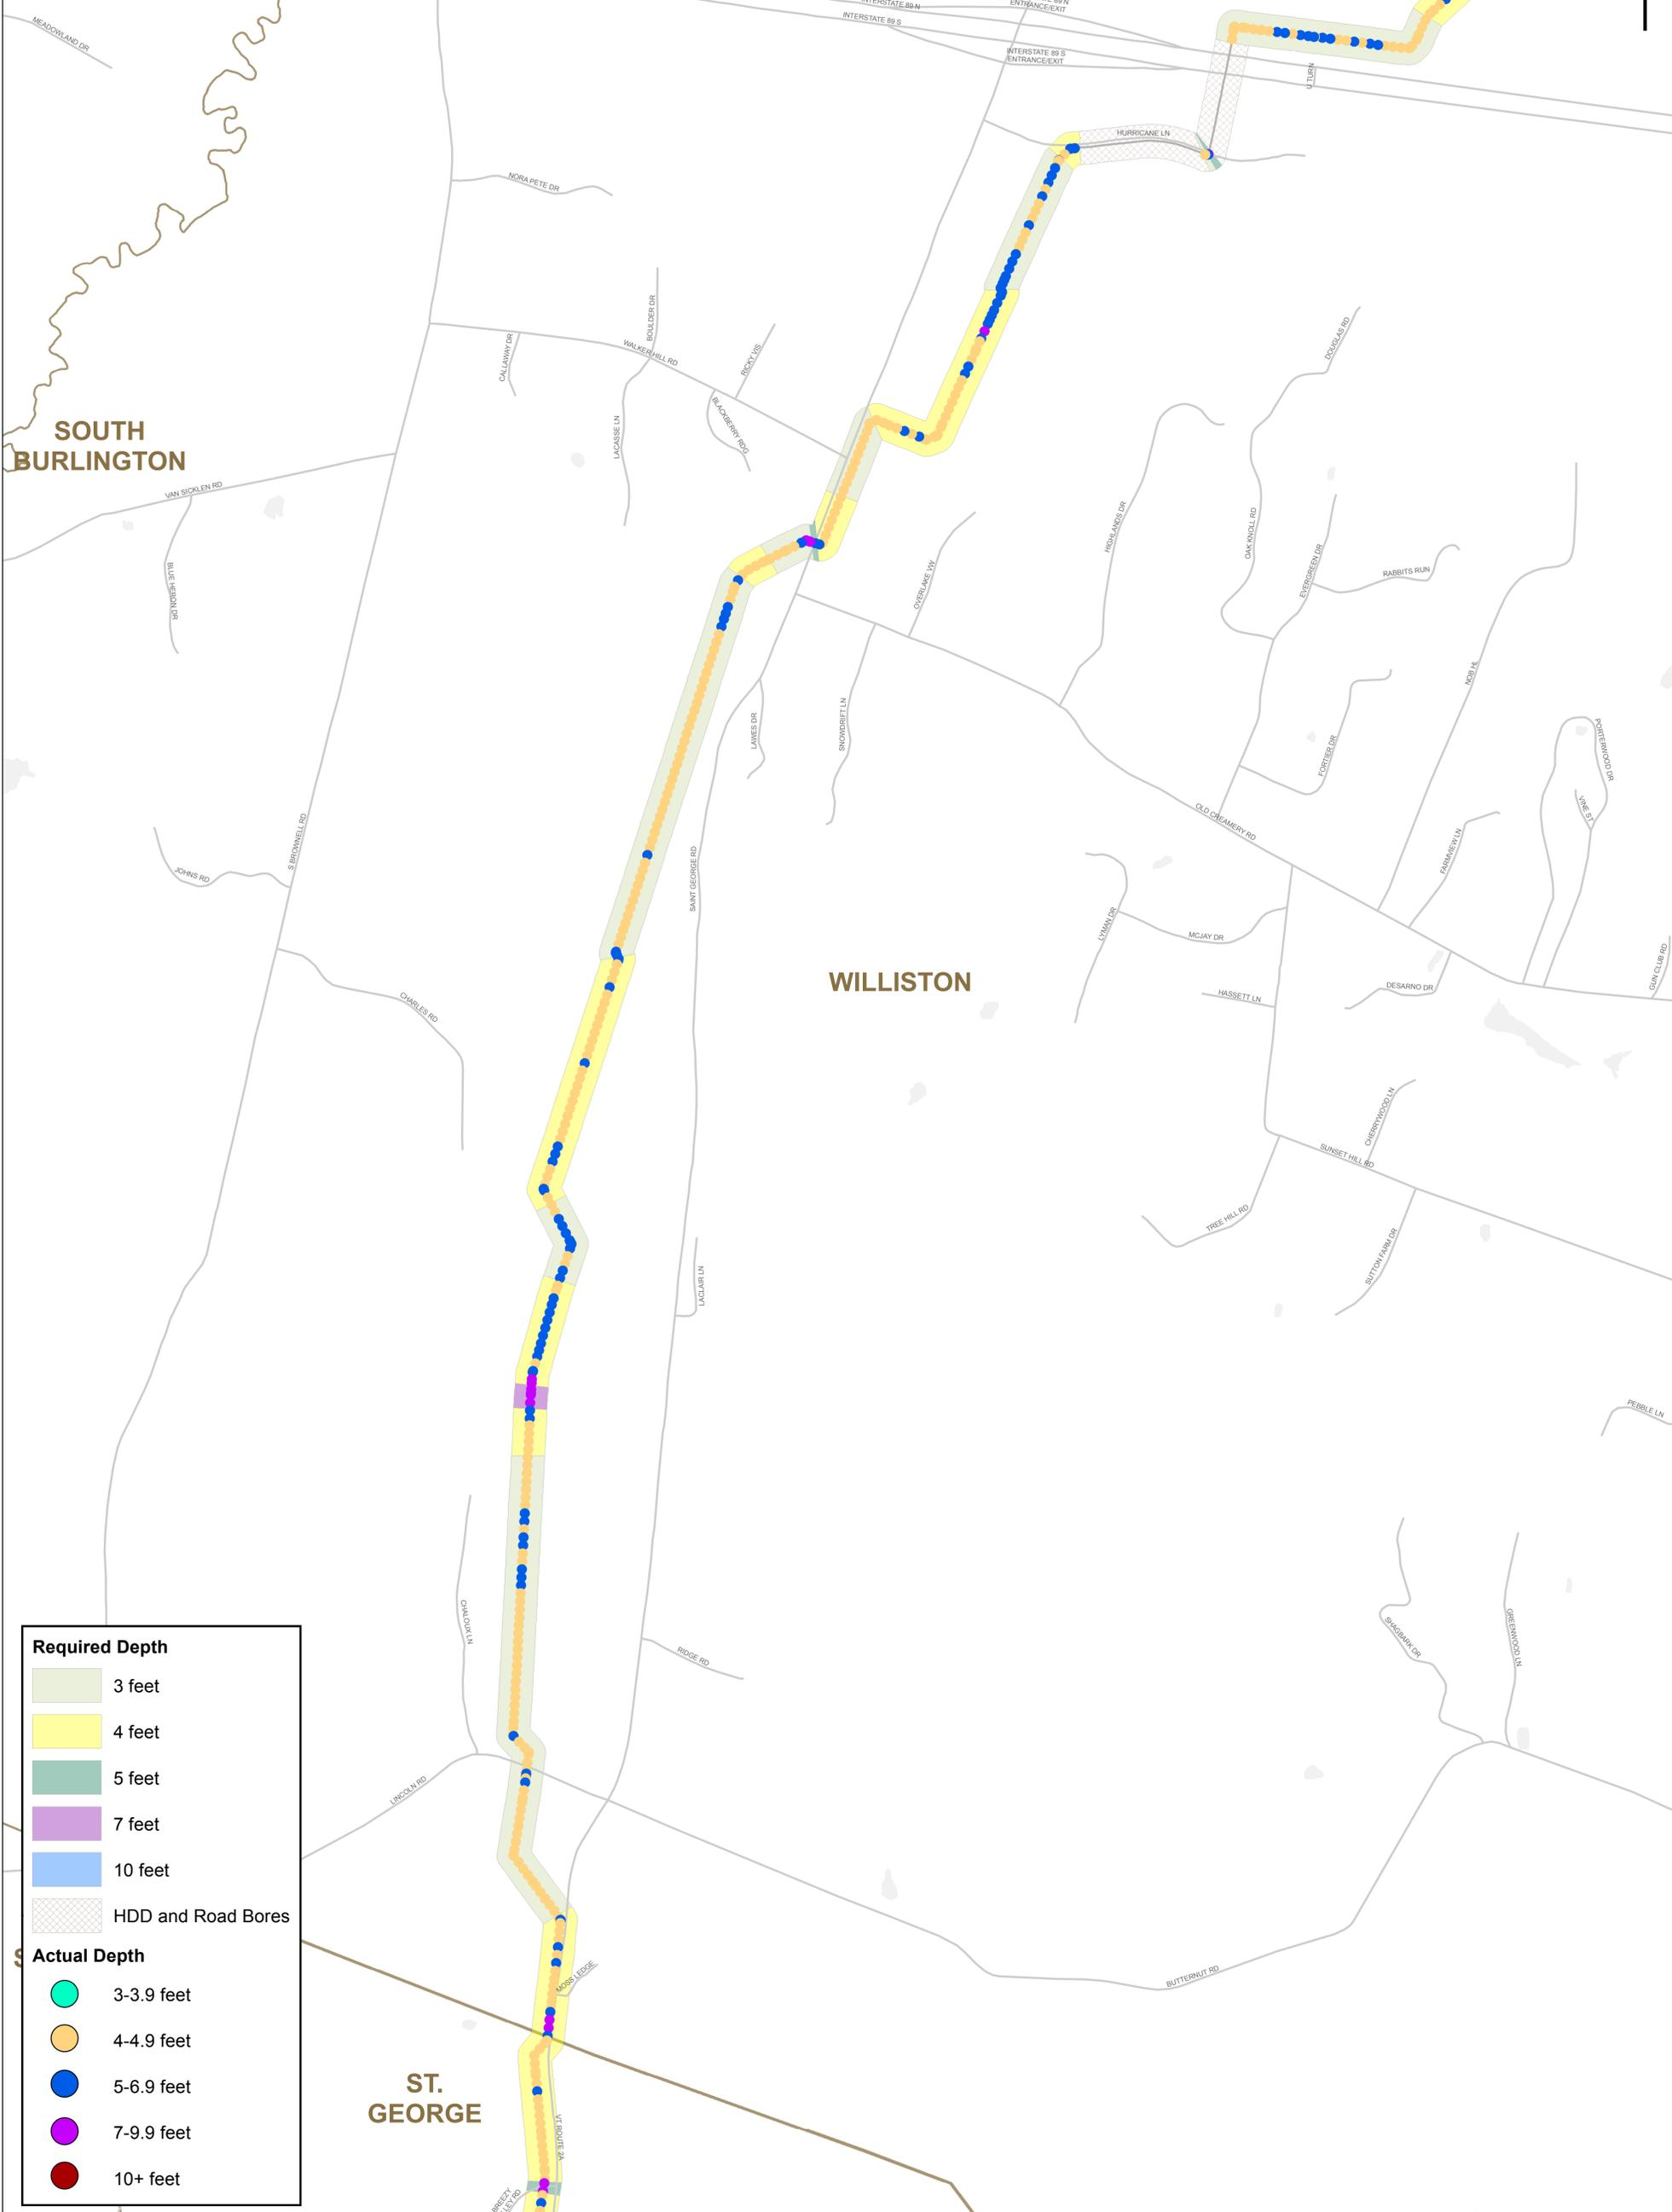 MEADOWLAND DR
INTERSTATE 89 N
ENTRANCE/EXIT
INTERSTATE 89 S
INTERSTATE 89 S
ENTRANCE/EXIT
U TURN
HURRICANE LN
NORA PETE DR
BOULDER DR
CALLAWAY DR
WALKER HILL RD
RICKY VIS
DOUGLAS RD
LACASSE LN
BLACKBERRY RDG
SOUTH
BURLINGTON
VAN SICKLEN RD
HIGHLANDS DR
OAK KNOLL RD
EVERGREEN DR
RABBITS RUN
BLUE HERON DR
OVERLAKE VW
NOB HL
LAWES DR
SNOWDRIFT LN
FORTIER DR
PORTERWOOD DR
VINE ST
OLD CREAMERY RD
S BROWNELL RD
JOHNS RD
SAINT GEORGE RD
FARMVIEW LN
LYMAN DR
MCJAY DR
GUN CLUB RD
WILLISTON
HASSETT LN
DESARNO DR
CHARLES RD
CHERRYWOOD LN
SUNSET HILL RD
TREE HILL RD
SUTTON FARM DR
LACLAIR LN
PEBBLE LN
CHALOUX LN
RIDGE RD
SHAGBARK DR
GREENWOOD LN
LINCOLN RD
MOSS LEDGE
BUTTERNUT RD
ST.
GEORGE
VT ROUTE 2A
BREEZY
Required Depth
3 feet
4 feet
5 feet
7 feet
10 feet
HDD and Road Bores
Actual Depth
3-3.9 feet
4-4.9 feet
5-6.9 feet
7-9.9 feet
10+ feet